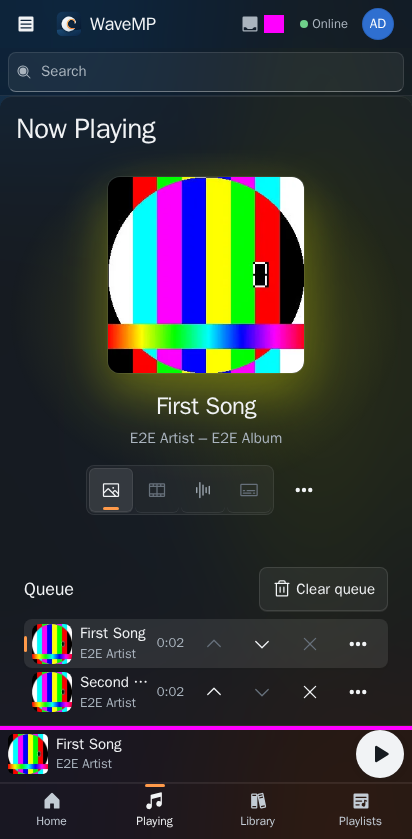 WaveMP
Online
AD
Search
Now Playing
First Song
E2E Artist – E2E Album
Queue
Clear queue
First Song
E2E Artist
0:02
Second ···
E2E Artist
0:02
First Song
E2E Artist
Home
Playing
Library
Playlists